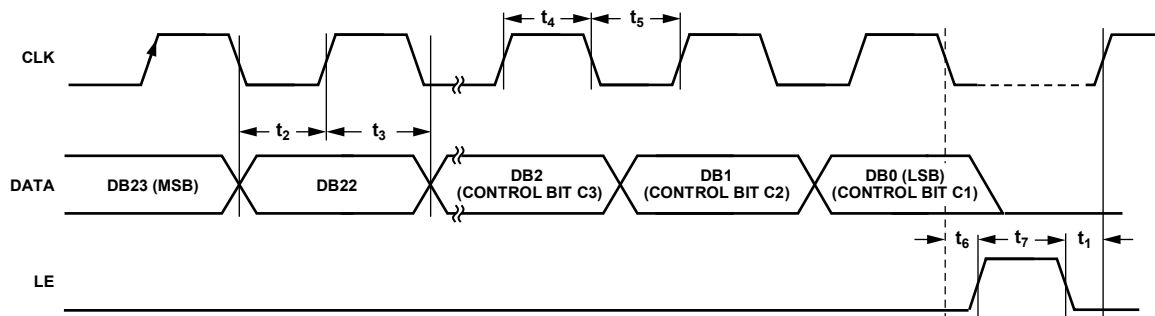 t4
t5
CLK
t2
t3
DATA
DB23 (MSB)
DB22
DB2
(CONTROL BIT C3)
DB1
(CONTROL BIT C2)
DB0 (LSB)
(CONTROL BIT C1)
t6
t7
t1
LE